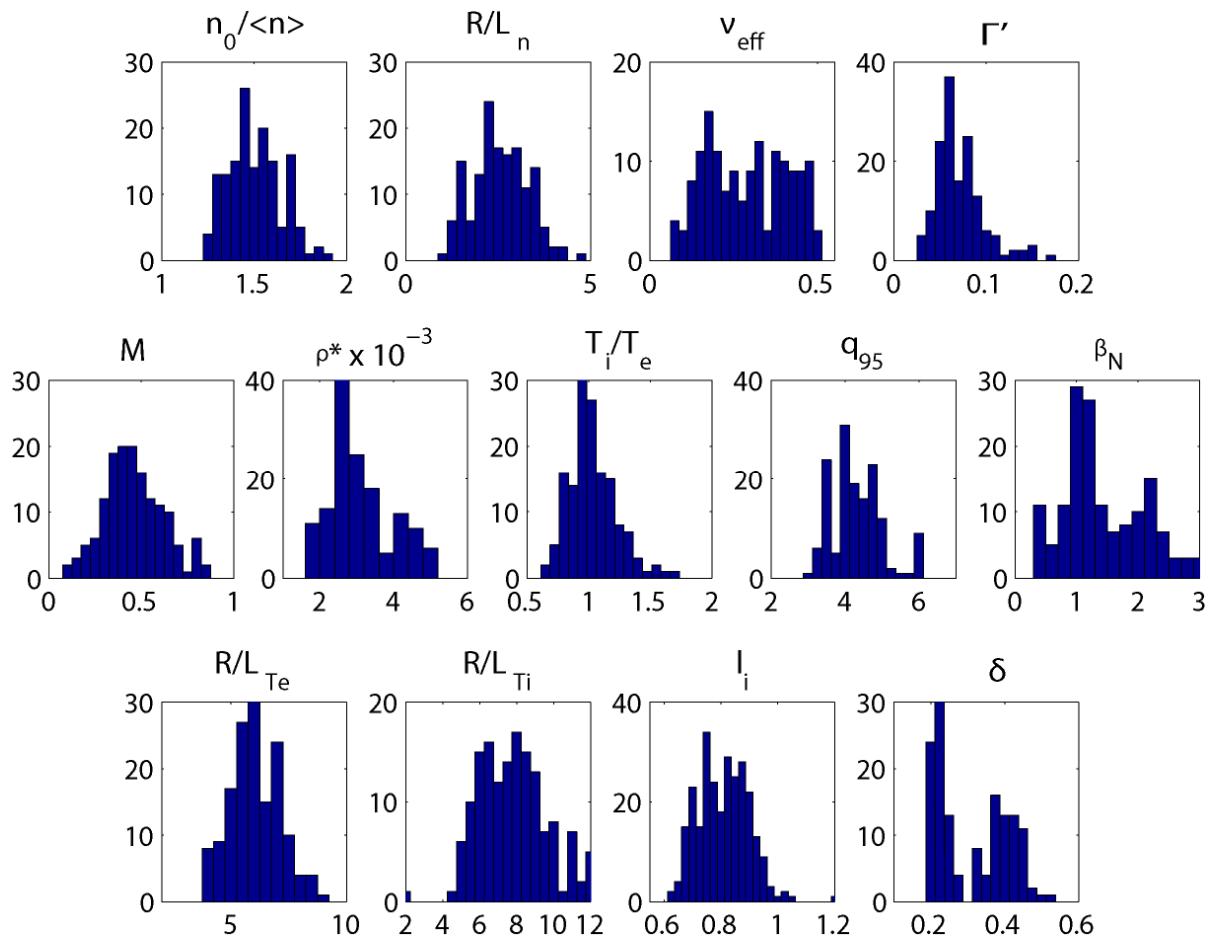 n0/<n>
R/Ln
νeff
Γ′
30
20
10
0
1 1.5 2
30
20
10
0
0 5
20
10
0
0 0.5
40
20
0
0 0.1 0.2
M
ρ* x 10⁻³
Ti/Te
q95
βN
30
20
10
0
0 0.5 1
40
20
0
2 4 6
30
20
10
0
0.5 1 1.5 2
40
20
0
2 4 6
30
20
10
0
0 1 2 3
R/LTe
R/LTi
li
δ
30
20
10
0
5 10
20
10
0
2 4 6 8 10 12
40
20
0
0.6 0.8 1 1.2
30
20
10
0
0.2 0.4 0.6